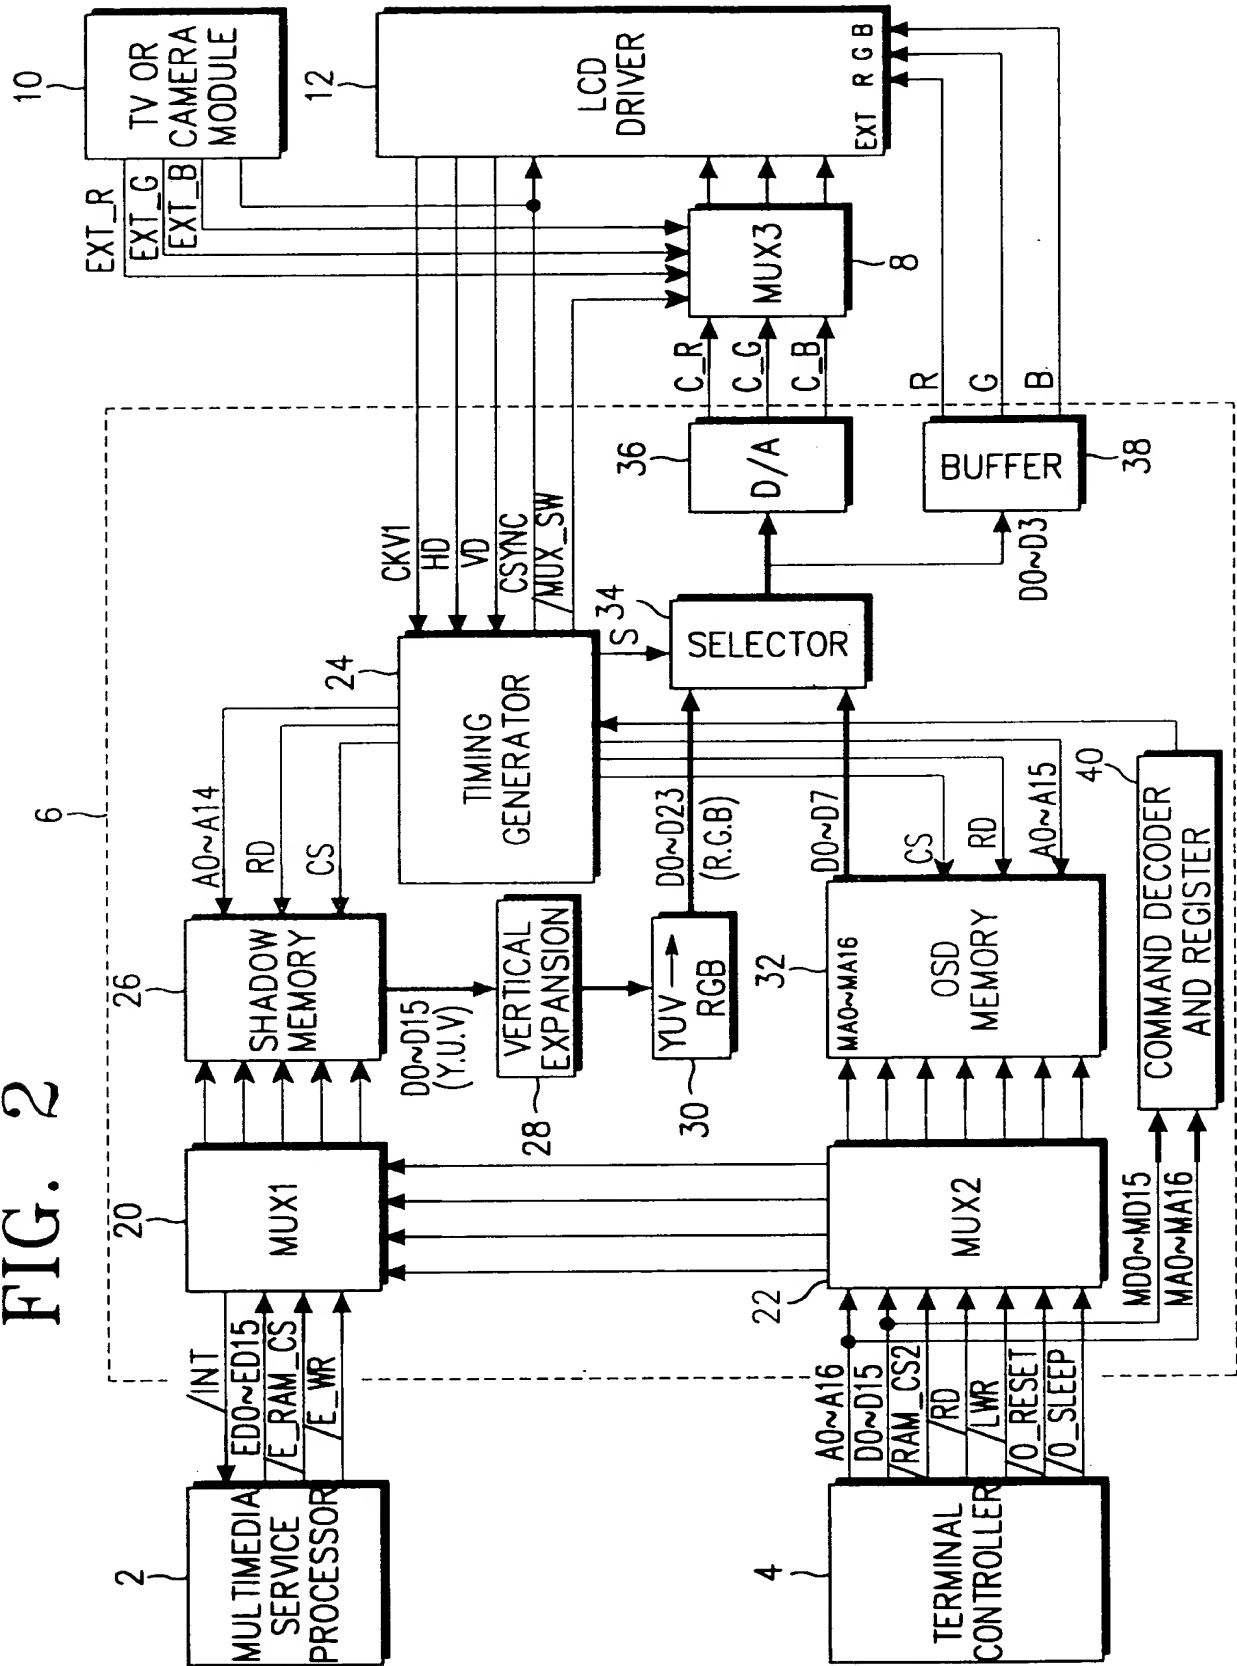 FIG. 2
6
2
MULTIMEDIA
SERVICE
PROCESSOR
/INT
ED0~ED15
/E_RAM_CS
/E_WR
20
MUX1
26
SHADOW
MEMORY
A0~A14
RD
CS
D0~D15
(Y.U.V)
28
VERTICAL
EXPANSION
30
YUV→
RGB
D0~D23
(R.G.B)
24
TIMING
GENERATOR
CKV1
HD
VD
CSYNC
/MUX_SW
S
34
SELECTOR
36
D/A
C_R
C_G
C_B
10
TV OR
CAMERA
MODULE
EXT_R
EXT_G
EXT_B
12
LCD
DRIVER
EXT R G B
MUX3
8
4
TERMINAL
CONTROLLER
A0~A16
D0~D15
/RAM_CS2
/RD
/LWR
/O_RESET
/O_SLEEP
22
MUX2
32
MA0~MA16
OSD
MEMORY
D0~D7
CS
RD
A0~A15
MD0~MD15
MA0~MA16
40
COMMAND DECODER
AND REGISTER
D0~D3
BUFFER
38
R
G
B